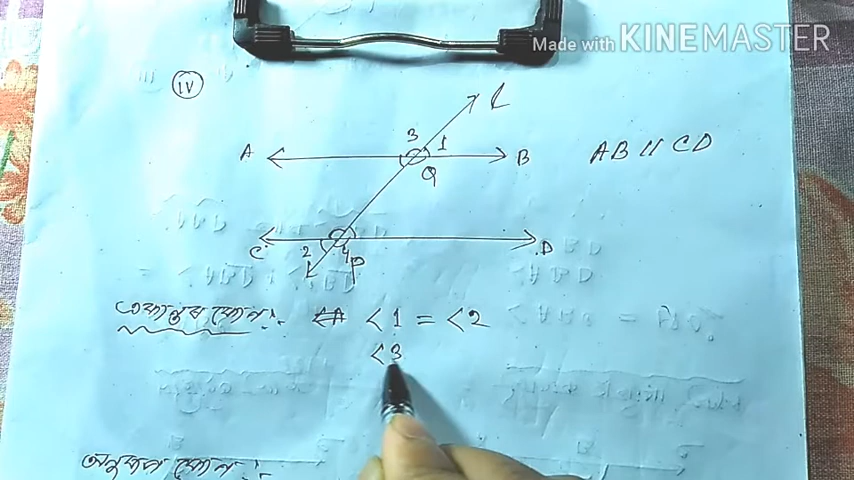 Made with KINEMASTER
iv
L
3
1
A
B
AB // CD
Q
C
D
2
4
P
একান্তর কোন:- <1 = <2
<3
অনুরূপ কোন:-